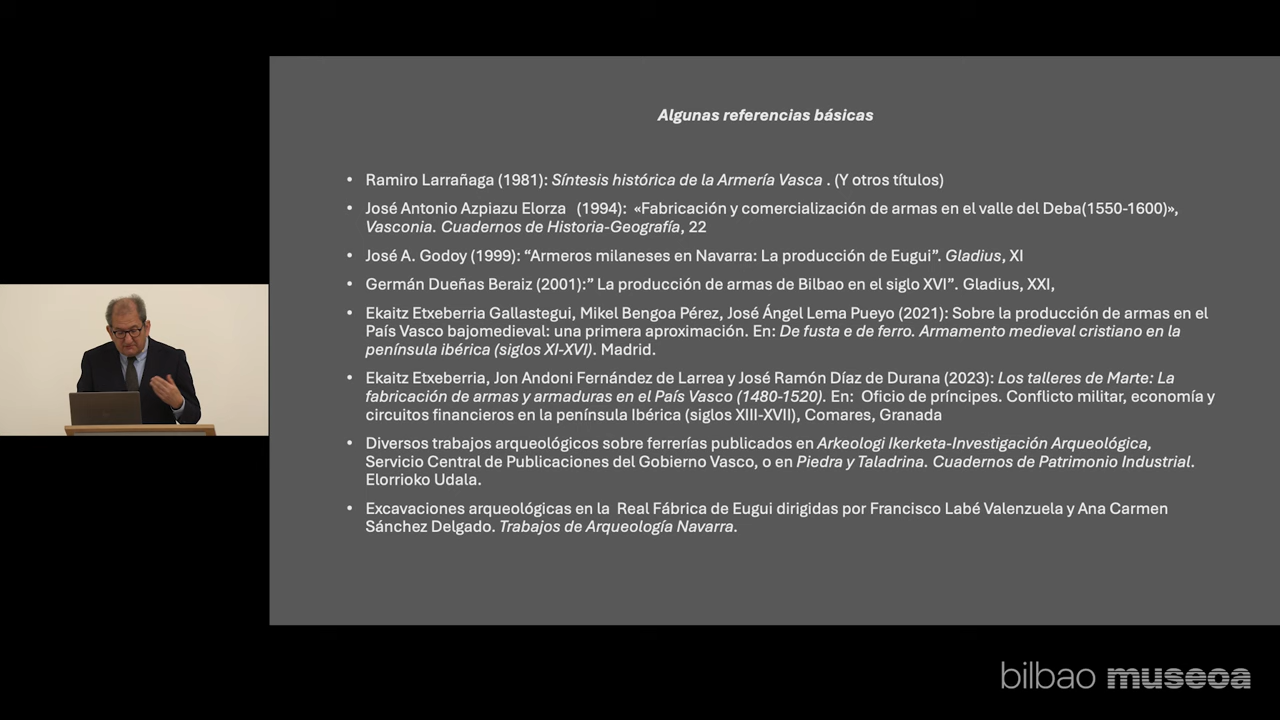 Algunas referencias básicas
• Ramiro Larrañaga (1981): Síntesis histórica de la Armería Vasca . (Y otros títulos)
• José Antonio Azpiazu Elorza (1994): «Fabricación y comercialización de armas en el valle del Deba(1550-1600)»,
Vasconia. Cuadernos de Historia-Geografía, 22
• José A. Godoy (1999): “Armeros milaneses en Navarra: La producción de Eugui”. Gladius, XI
• Germán Dueñas Beraiz (2001):” La producción de armas de Bilbao en el siglo XVI”. Gladius, XXI,
• Ekaitz Etxeberria Gallastegui, Mikel Bengoa Pérez, José Ángel Lema Pueyo (2021): Sobre la producción de armas en el
País Vasco bajomedieval: una primera aproximación. En: De fusta e de ferro. Armamento medieval cristiano en la
península ibérica (siglos XI-XVI). Madrid.
• Ekaitz Etxeberria, Jon Andoni Fernández de Larrea y José Ramón Díaz de Durana (2023): Los talleres de Marte: La
fabricación de armas y armaduras en el País Vasco (1480-1520). En: Oficio de príncipes. Conflicto militar, economía y
circuitos financieros en la península Ibérica (siglos XIII-XVII), Comares, Granada
• Diversos trabajos arqueológicos sobre ferrerías publicados en Arkeologi Ikerketa-Investigación Arqueológica,
Servicio Central de Publicaciones del Gobierno Vasco, o en Piedra y Taladrina. Cuadernos de Patrimonio Industrial.
Elorrioko Udala.
• Excavaciones arqueológicas en la Real Fábrica de Eugui dirigidas por Francisco Labé Valenzuela y Ana Carmen
Sánchez Delgado. Trabajos de Arqueología Navarra.
bilbao museoa